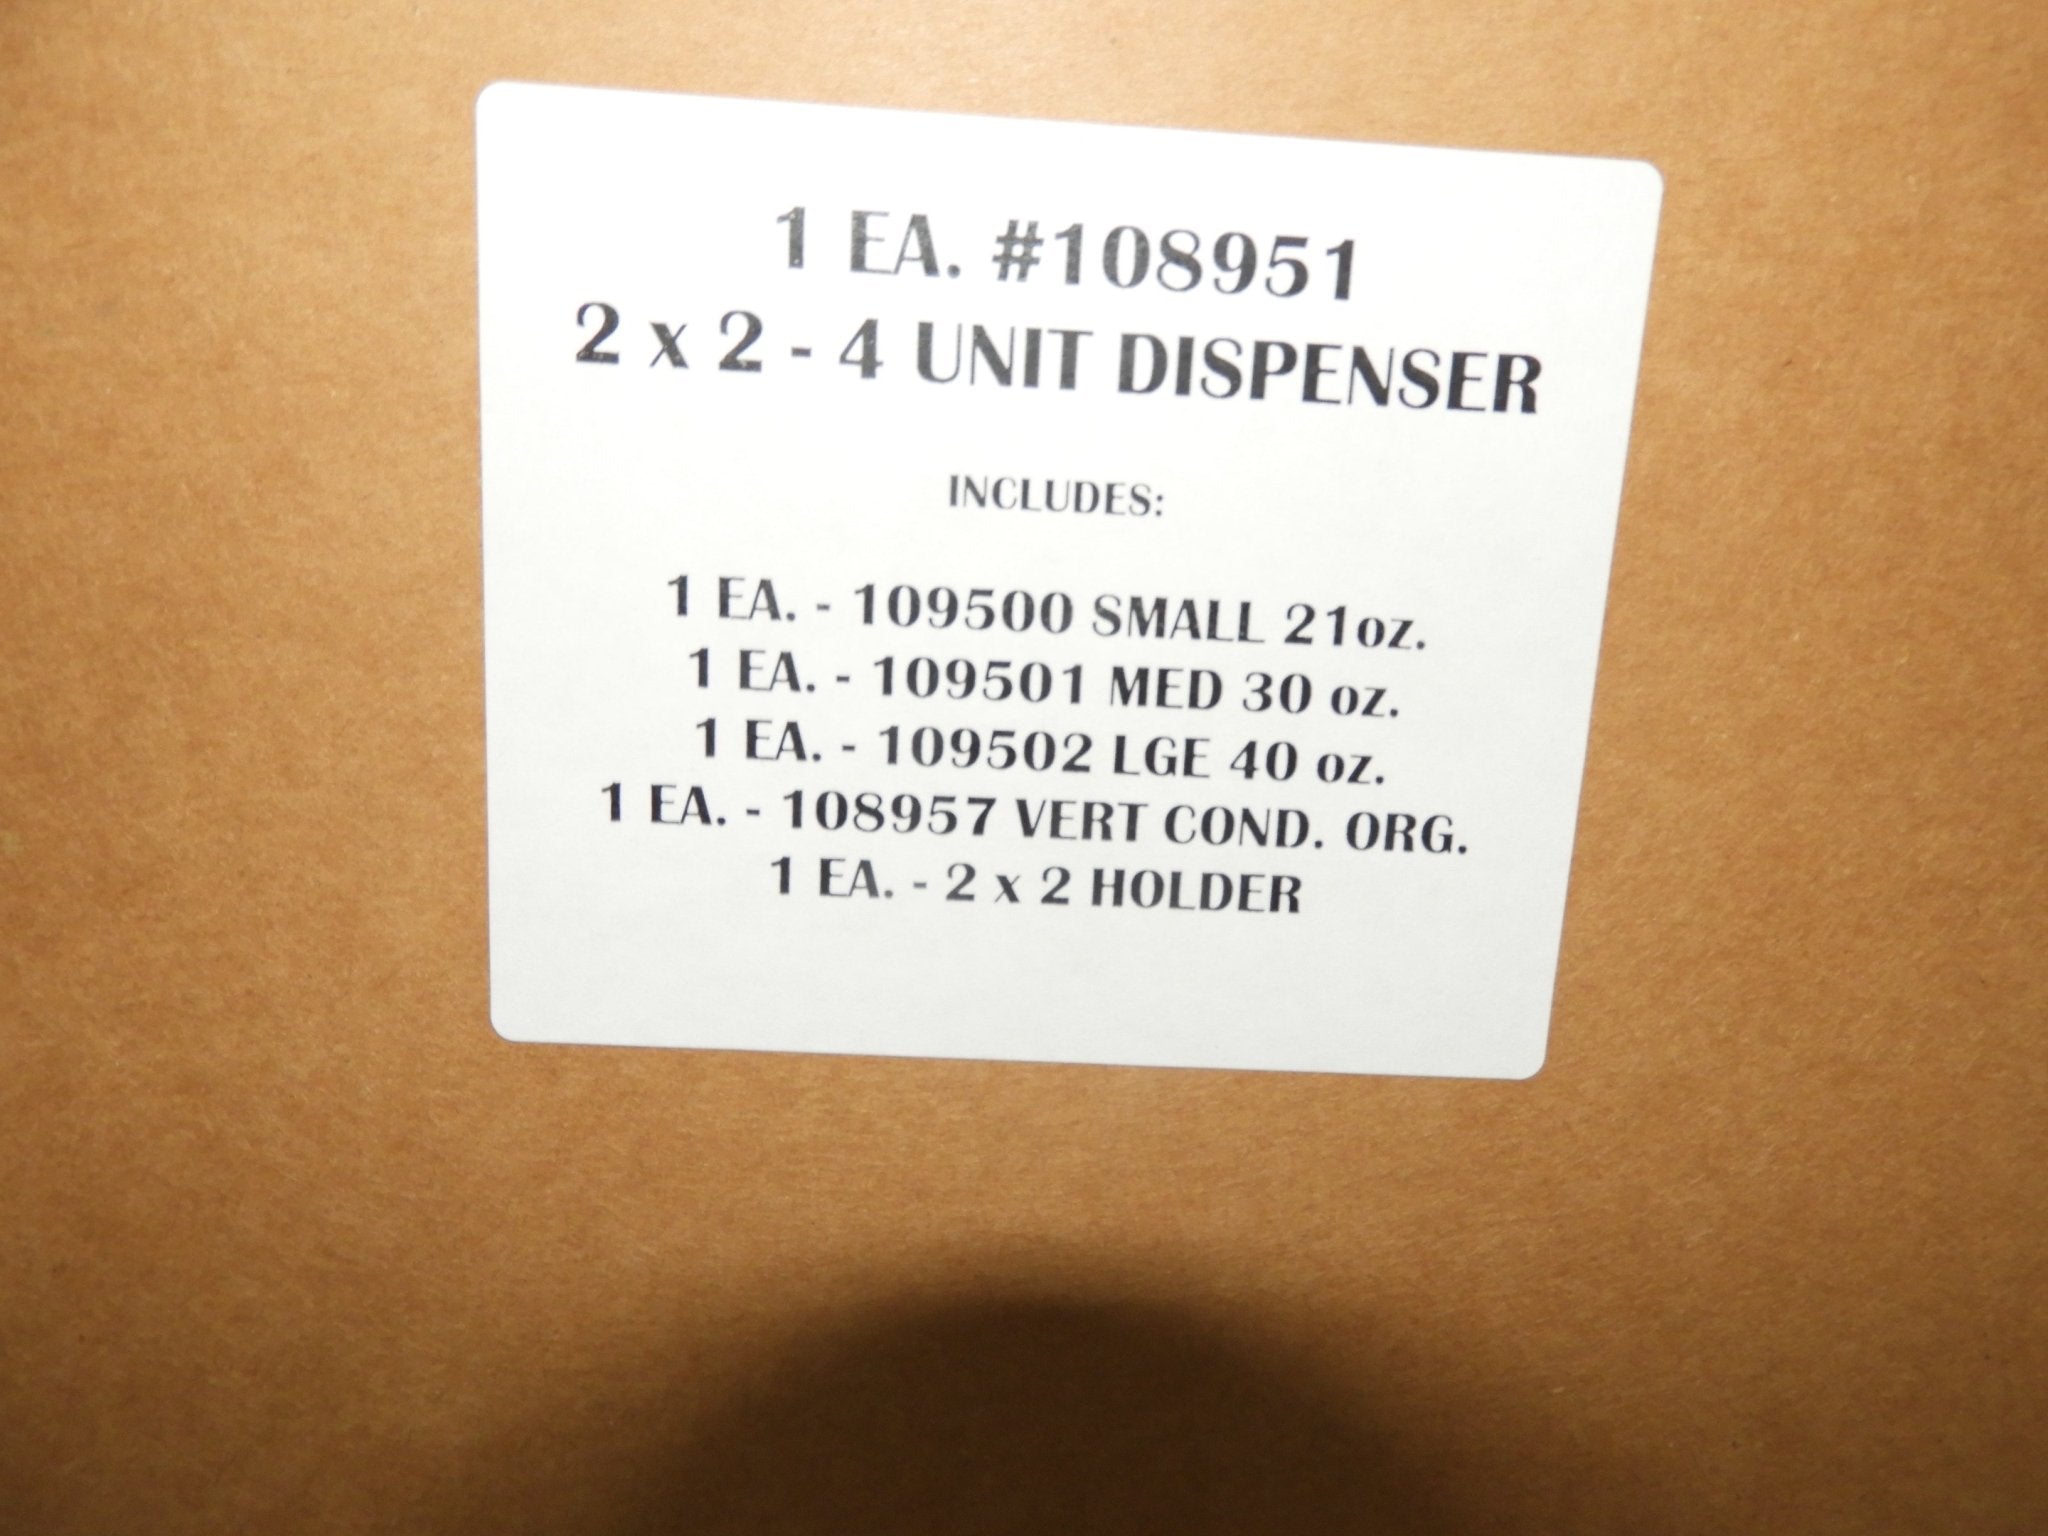 1 EA. #108951
2 x 2 - 4 UNIT DISPENSER
INCLUDES:
1 EA. - 109500 SMALL 21oz.
1 EA. - 109501 MED 30 oz.
1 EA. - 109502 LGE 40 oz.
1 EA. - 108957 VERT COND. ORG.
1 EA. - 2 x 2 HOLDER